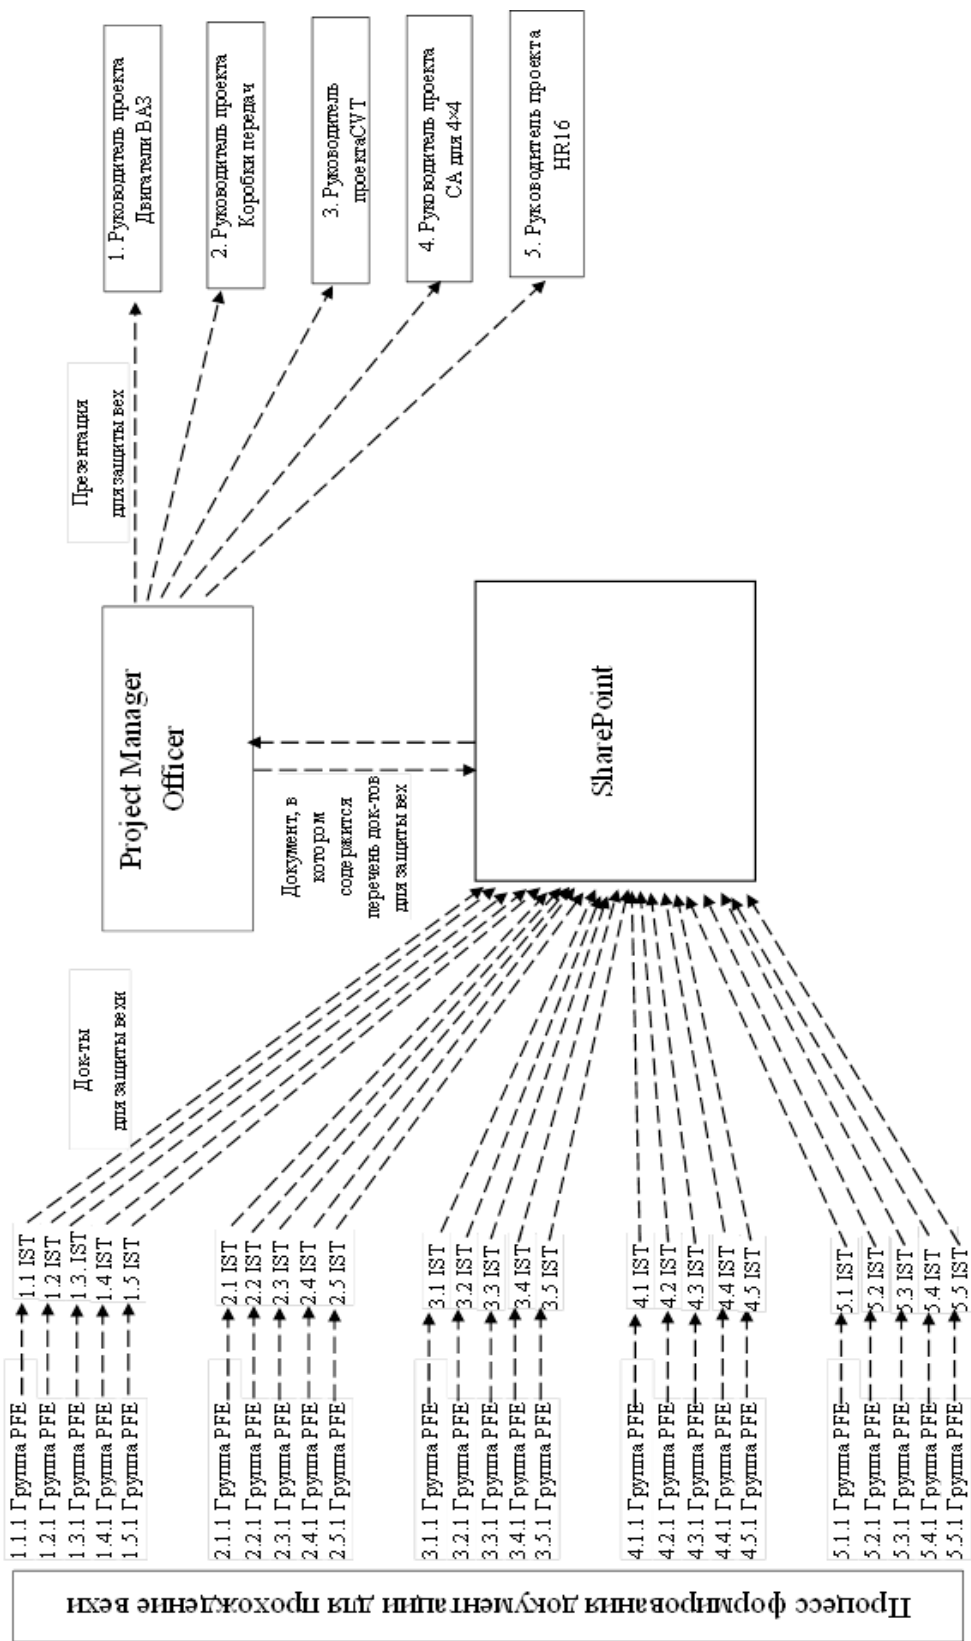 Процесс формирования документации для прохождение вехи
1.1.1 Группа PFE
1.2.1 Группа PFE
1.3.1 Группа PFE
1.4.1 Группа PFE
1.5.1 Группа PFE
2.1.1 Группа PFE
2.2.1 Группа PFE
2.3.1 Группа PFE
2.4.1 Группа PFE
2.5.1 Группа PFE
3.1.1 Группа PFE
3.2.1 Группа PFE
3.3.1 Группа PFE
3.4.1 Группа PFE
3.5.1 Группа PFE
4.1.1 Группа PFE
4.2.1 Группа PFE
4.3.1 Группа PFE
4.4.1 Группа PFE
4.5.1 Группа PFE
5.1.1 Группа PFE
5.2.1 Группа PFE
5.3.1 Группа PFE
5.4.1 Группа PFE
5.5.1 Группа PFE
1.1 IST
1.2 IST
1.3. IST
1.4 IST
1.5 IST
2.1 IST
2.2 IST
2.3 IST
2.4 IST
2.5 IST
3.1 IST
3.2 IST
3.3 IST
3.4 IST
3.5 IST
4.1 IST
4.2 IST
4.3 IST
4.4 IST
4.5 IST
5.1 IST
5.2 IST
5.3 IST
5.4 IST
5.5 IST
Док-ты
для защиты вехи
Project Manager
Officer
Документ, в
котором
содержится
перечень док-тов
для защиты вех
SharePoint
Презентация
для защиты вех
1. Руководитель проекта
Двигатели ВАЗ
2. Руководитель проекта
Коробки передач
3. Руководитель
проектаCVT
4. Руководитель проекта
СА для 4×4
5. Руководитель проекта
HR16